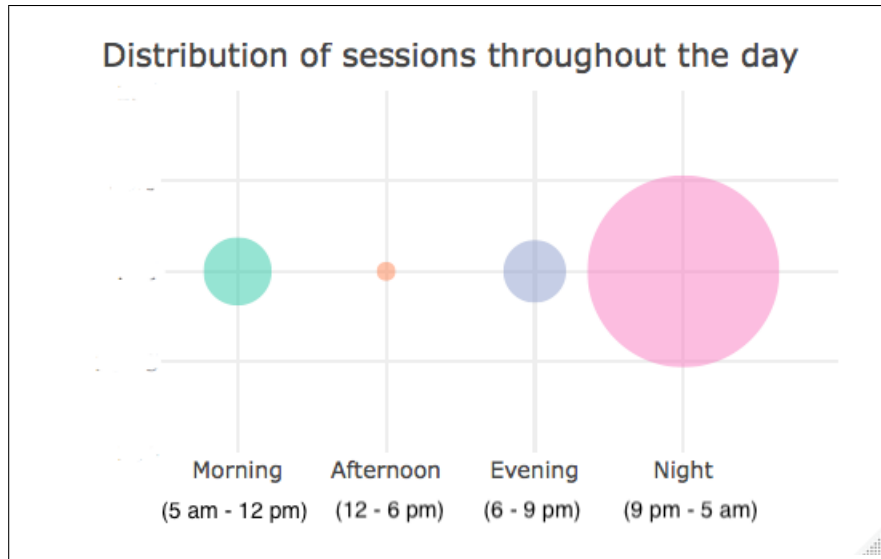 Distribution of sessions throughout the day
Morning Afternoon Evening Night
(5 am - 12 pm) (12 - 6 pm) (6 - 9 pm) (9 pm - 5 am)